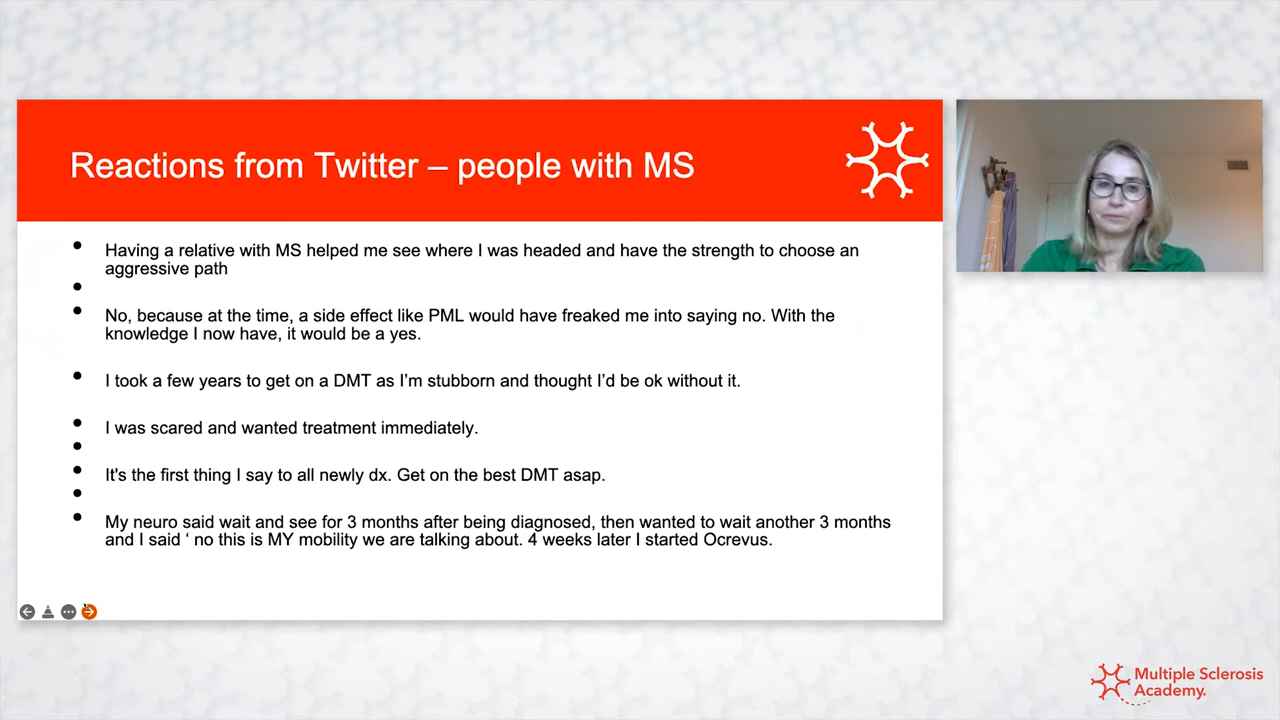 Reactions from Twitter – people with MS
• Having a relative with MS helped me see where I was headed and have the strength to choose an
aggressive path
•
• No, because at the time, a side effect like PML would have freaked me into saying no. With the
knowledge I now have, it would be a yes.
• I took a few years to get on a DMT as I’m stubborn and thought I’d be ok without it.
• I was scared and wanted treatment immediately.
•
• It's the first thing I say to all newly dx. Get on the best DMT asap.
•
• My neuro said wait and see for 3 months after being diagnosed, then wanted to wait another 3 months
and I said ‘ no this is MY mobility we are talking about. 4 weeks later I started Ocrevus.
Multiple Sclerosis
Academy.